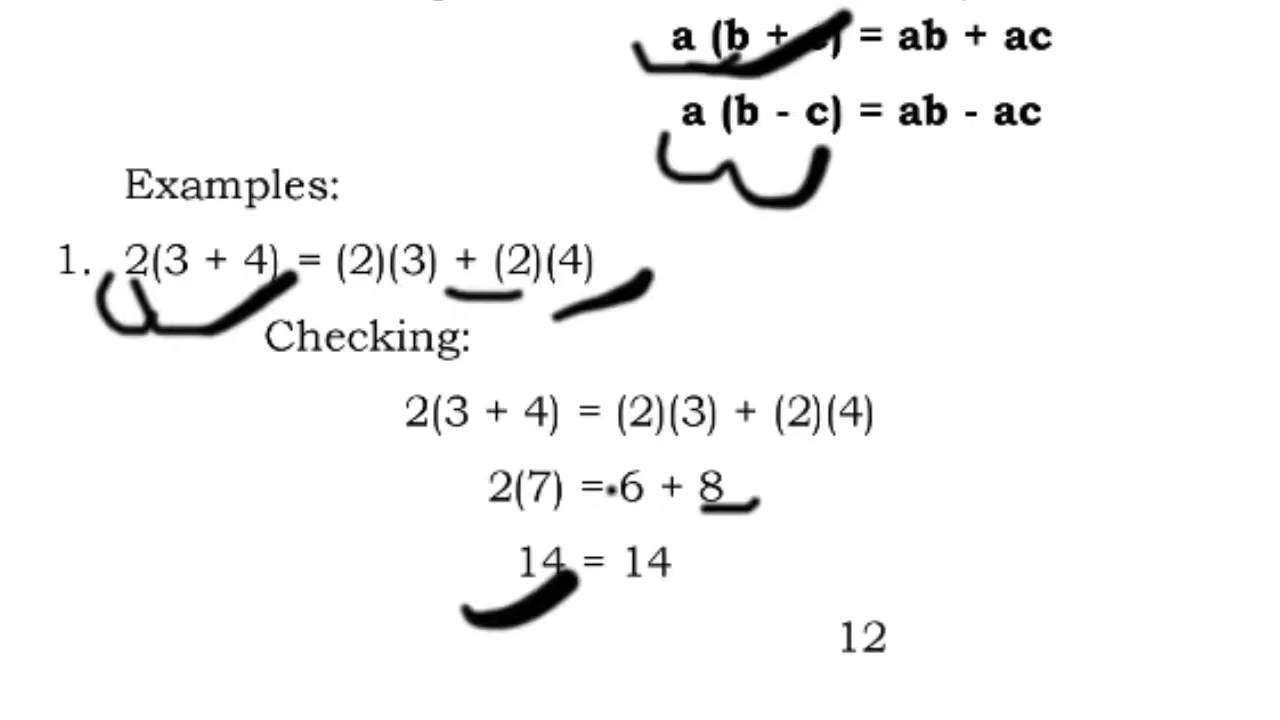 a (b + c) = ab + ac
a (b - c) = ab - ac
Examples:
1. 2(3 + 4) = (2)(3) + (2)(4)
Checking:
2(3 + 4) = (2)(3) + (2)(4)
2(7) = 6 + 8
14 = 14
12